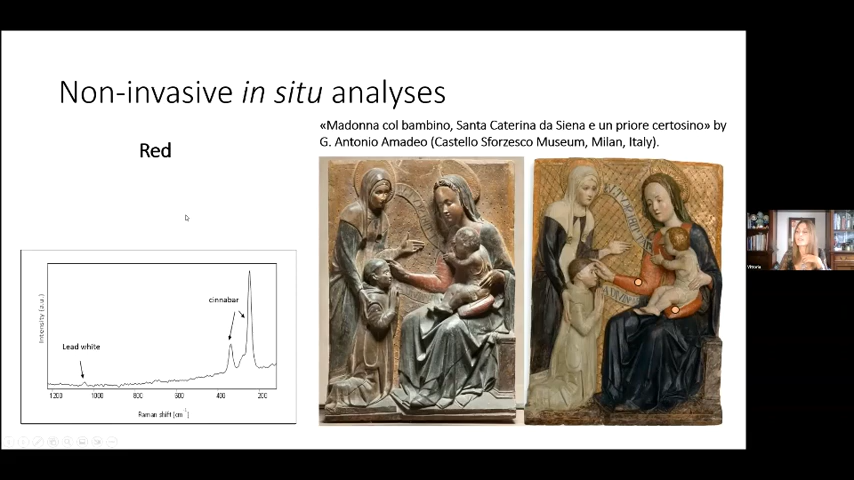 Non-invasive in situ analyses
«Madonna col bambino, Santa Caterina da Siena e un priore certosino» by
G. Antonio Amadeo (Castello Sforzesco Museum, Milan, Italy).
Red
cinnabar
Lead white
Intensity (a.u.)
1200 1000 800 600 400 200
Raman shift [cm-1]
Vittoria